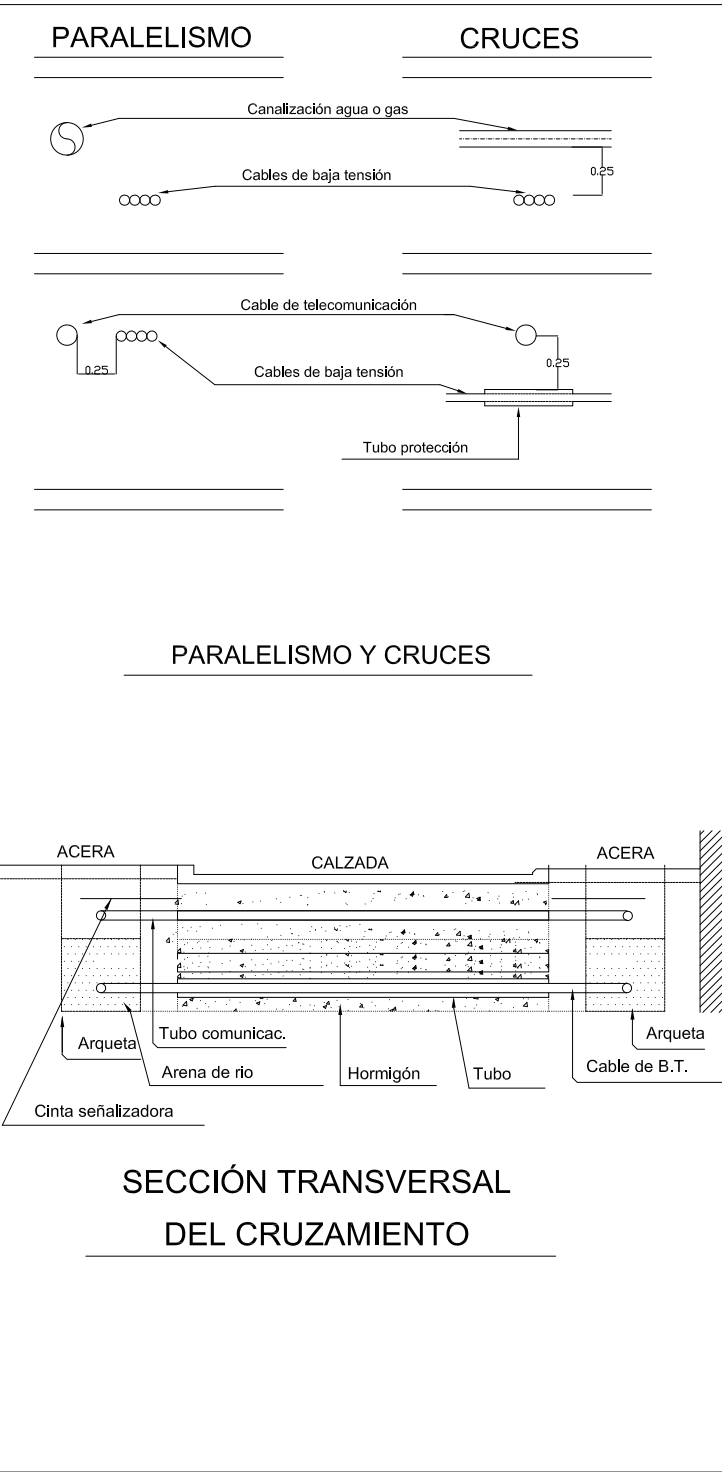 PARALELISMO
CRUCES
Canalización agua o gas
0.25
Cables de baja tensión
Cable de telecomunicación
0.25
0.25
Cables de baja tensión
Tubo protección
PARALELISMO Y CRUCES
ACERA
CALZADA
ACERA
Arqueta
Tubo comunicac.
Arqueta
Arena de rio
Hormigón
Tubo
Cable de B.T.
Cinta señalizadora
SECCIÓN TRANSVERSAL
DEL CRUZAMIENTO